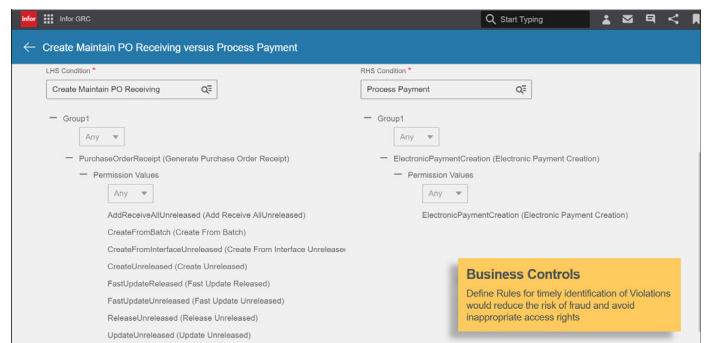 infor Infor GRC Start Typing
Create Maintain PO Receiving versus Process Payment
LHS Condition *
Create Maintain PO Receiving
Group1
Any
PurchaseOrderReceipt (Generate Purchase Order Receipt)
Permission Values
Any
AddReceiveAllUnreleased (Add Receive AllUnreleased)
CreateFromBatch (Create From Batch)
CreateFromInterfaceUnreleased (Create From Interface Unrelease
CreateUnreleased (Create Unreleased)
FastUpdateReleased (Fast Update Released)
FastUpdateUnreleased (Fast Update Unreleased)
ReleaseUnreleased (Release Unreleased)
UpdateUnreleased (Update Unreleased)
RHS Condition *
Process Payment
Group1
Any
ElectronicPaymentCreation (Electronic Payment Creation)
Permission Values
Any
ElectronicPaymentCreation (Electronic Payment Creation)
Business Controls
Define Rules for timely identification of Violations
would reduce the risk of fraud and avoid
inappropriate access rights